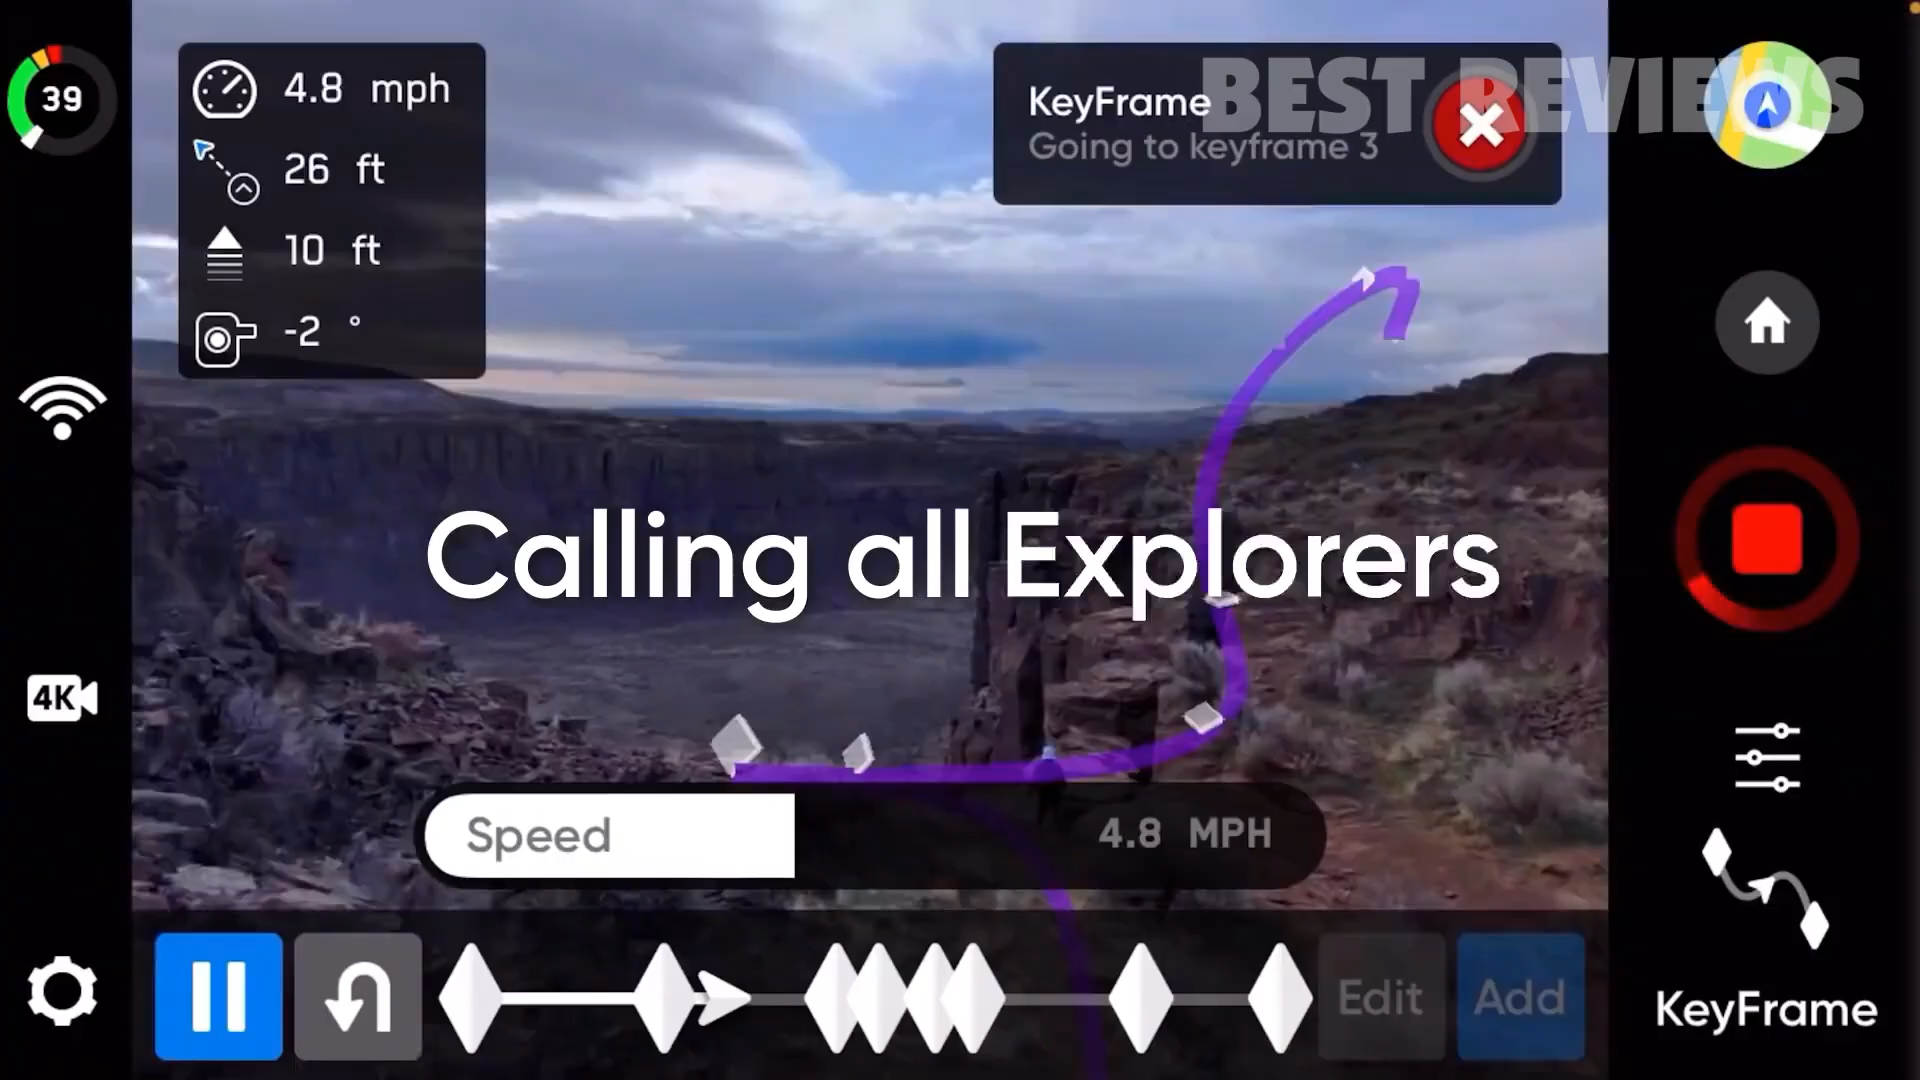 39
4.8 mph
26 ft
10 ft
-2 °
KeyFrame
Going to keyframe 3
BEST REVIEWS
4K
Calling all Explorers
Speed
4.8 MPH
Edit
Add
KeyFrame